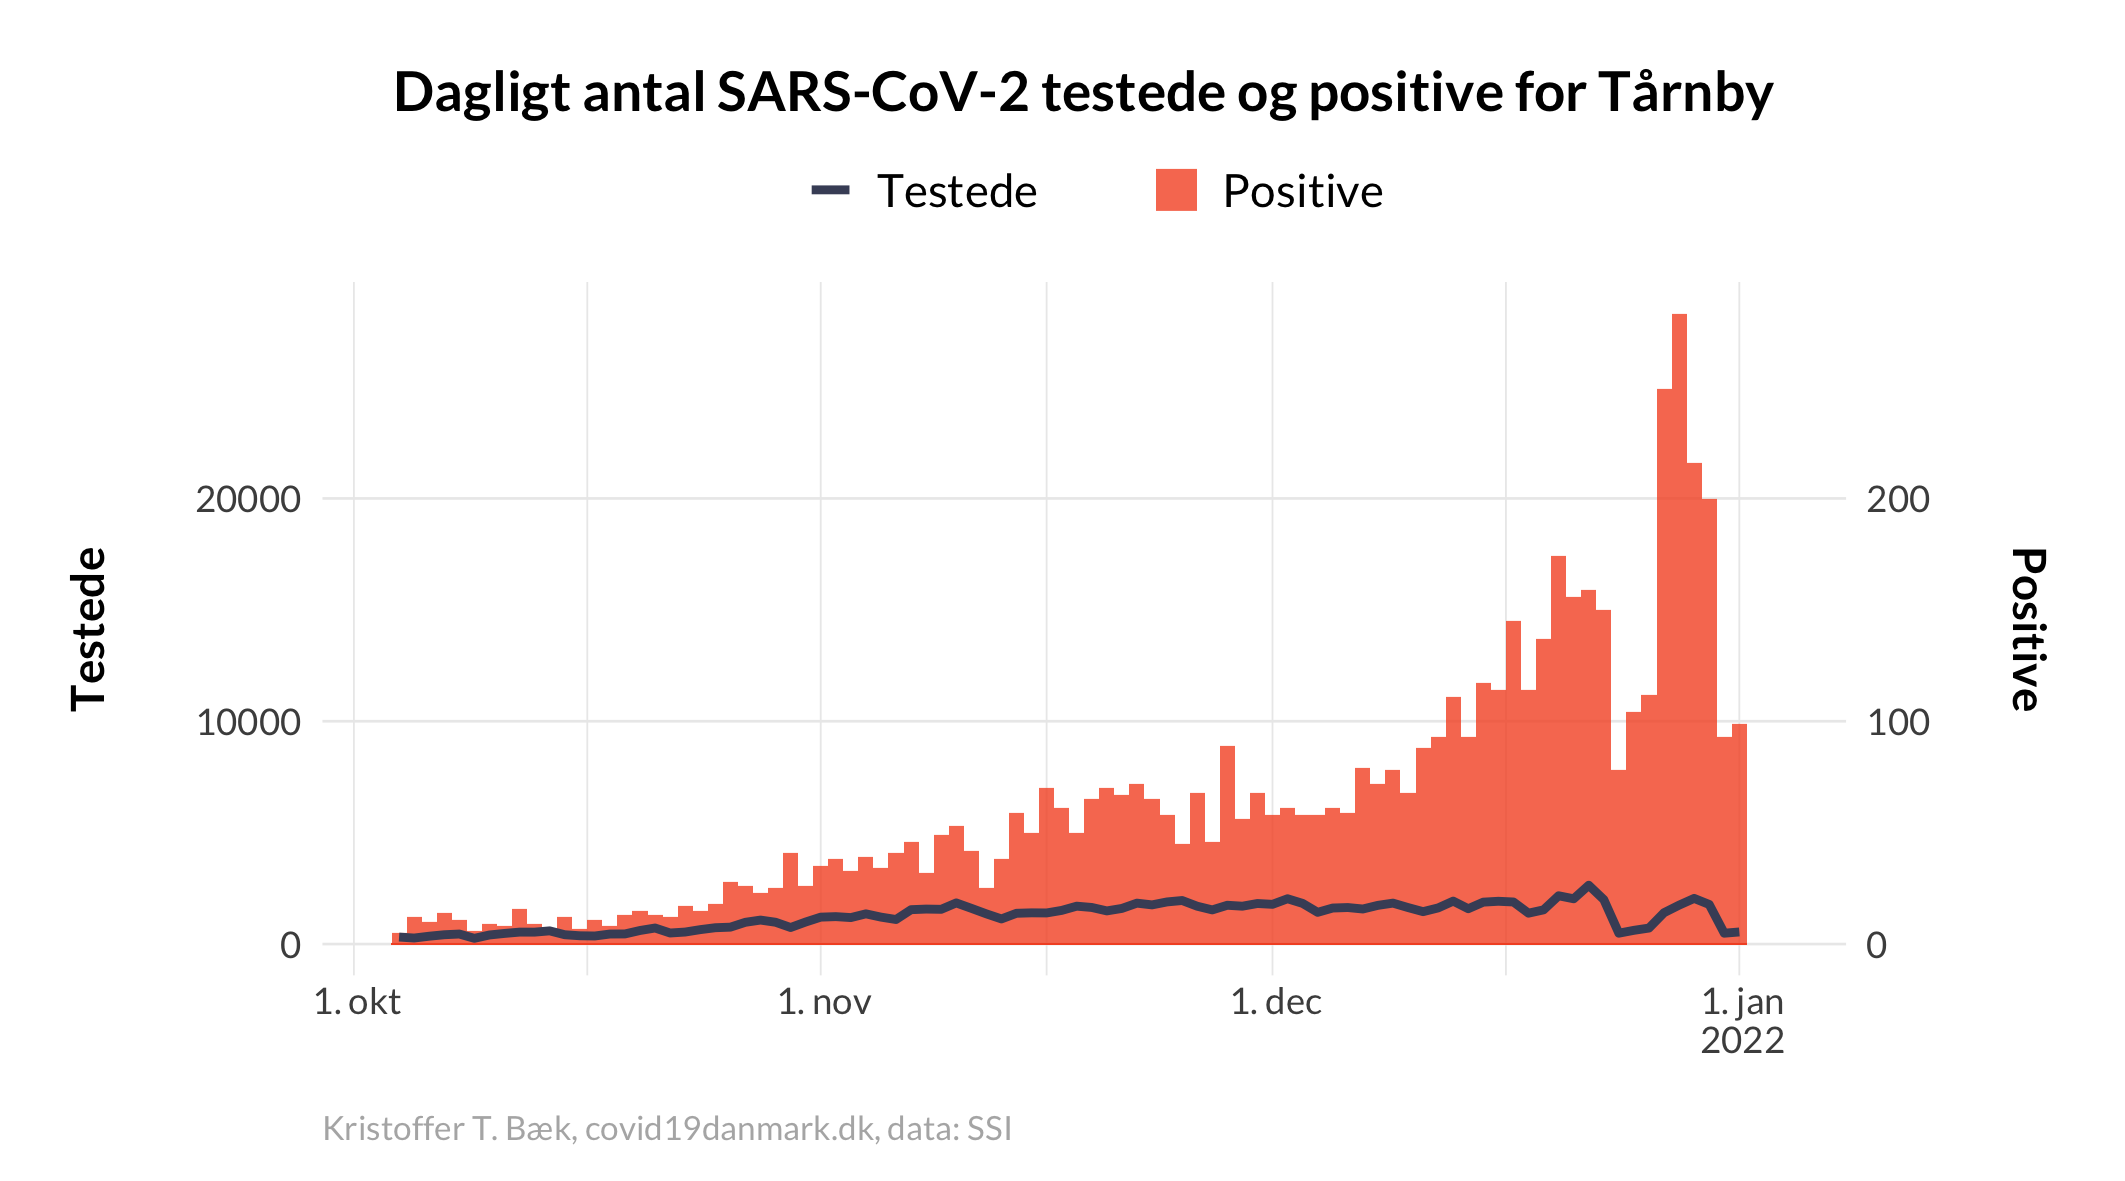 Dagligt antal SARS-CoV-2 testede og positive for Tårnby
Testede
Positive
20000
10000
0
Testede
200
100
0
Positive
1. okt
1. nov
1. dec
1. jan
2022
Kristoffer T. Bæk, covid19danmark.dk, data: SSI